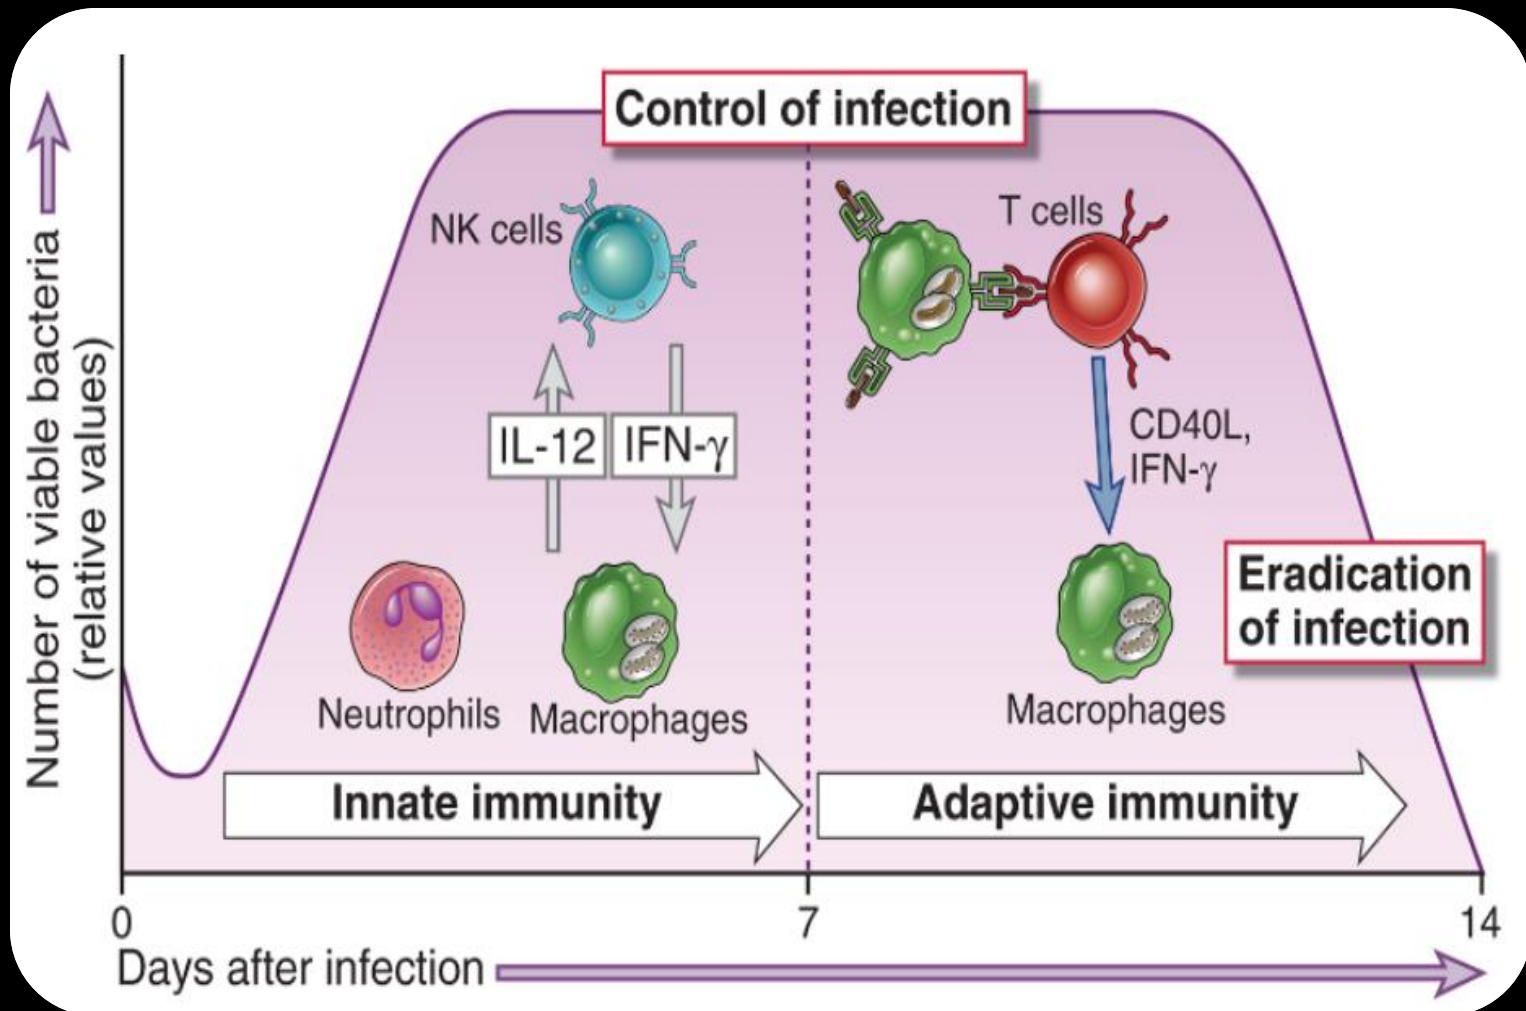 Number of viable bacteria
(relative values)
Control of infection
NK cells
IL-12
IFN-γ
Neutrophils
Macrophages
Innate immunity
T cells
CD40L,
IFN-γ
Macrophages
Eradication
of infection
Adaptive immunity
0
7
14
Days after infection